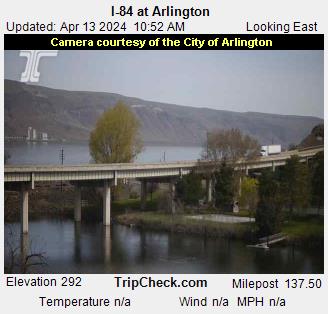 I-84 at Arlington
Updated: Apr 13 2024 10:52 AM Looking East
Camera courtesy of the City of Arlington
Elevation 292 TripCheck.com Milepost 137.50
Temperature n/a Wind n/a MPH n/a